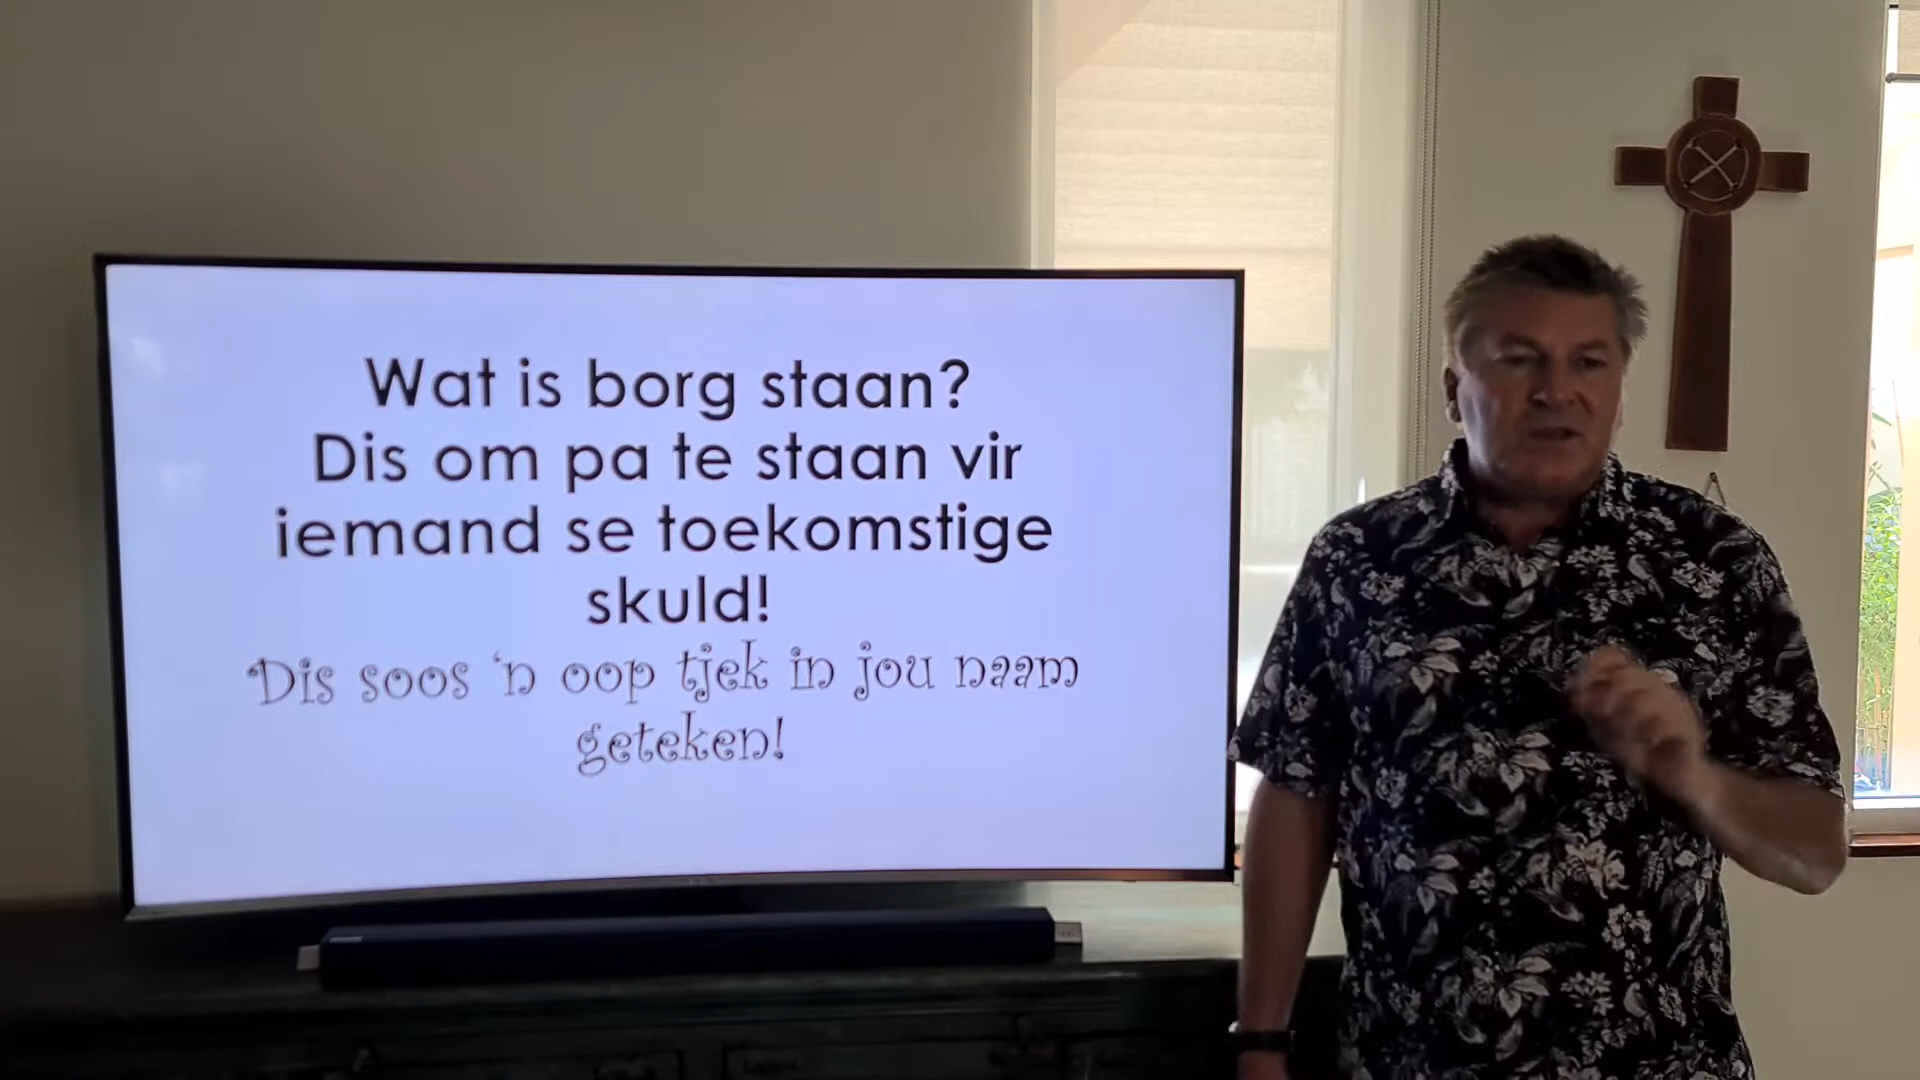 Wat is borg staan?
Dis om pa te staan vir
iemand se toekomstige
skuld!
Dis soos 'n oop tjek in jou naam
geteken!